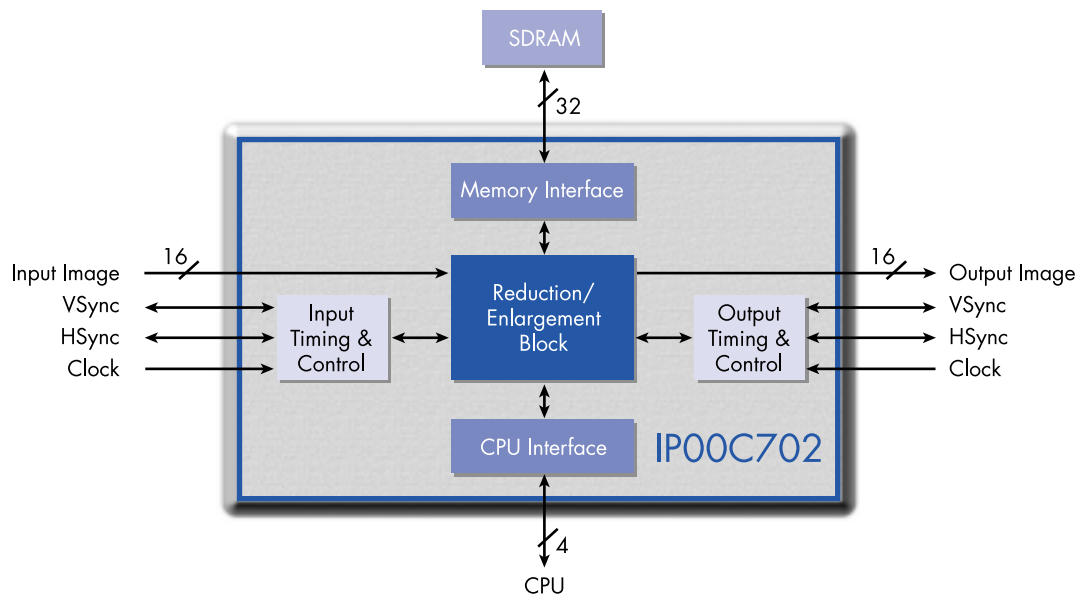 SDRAM
32
Memory Interface
16
Input Image
VSync
HSync
Clock
Input
Timing &
Control
Reduction/
Enlargement
Block
Output
Timing &
Control
16
Output Image
VSync
HSync
Clock
CPU Interface
IP00C702
4
CPU